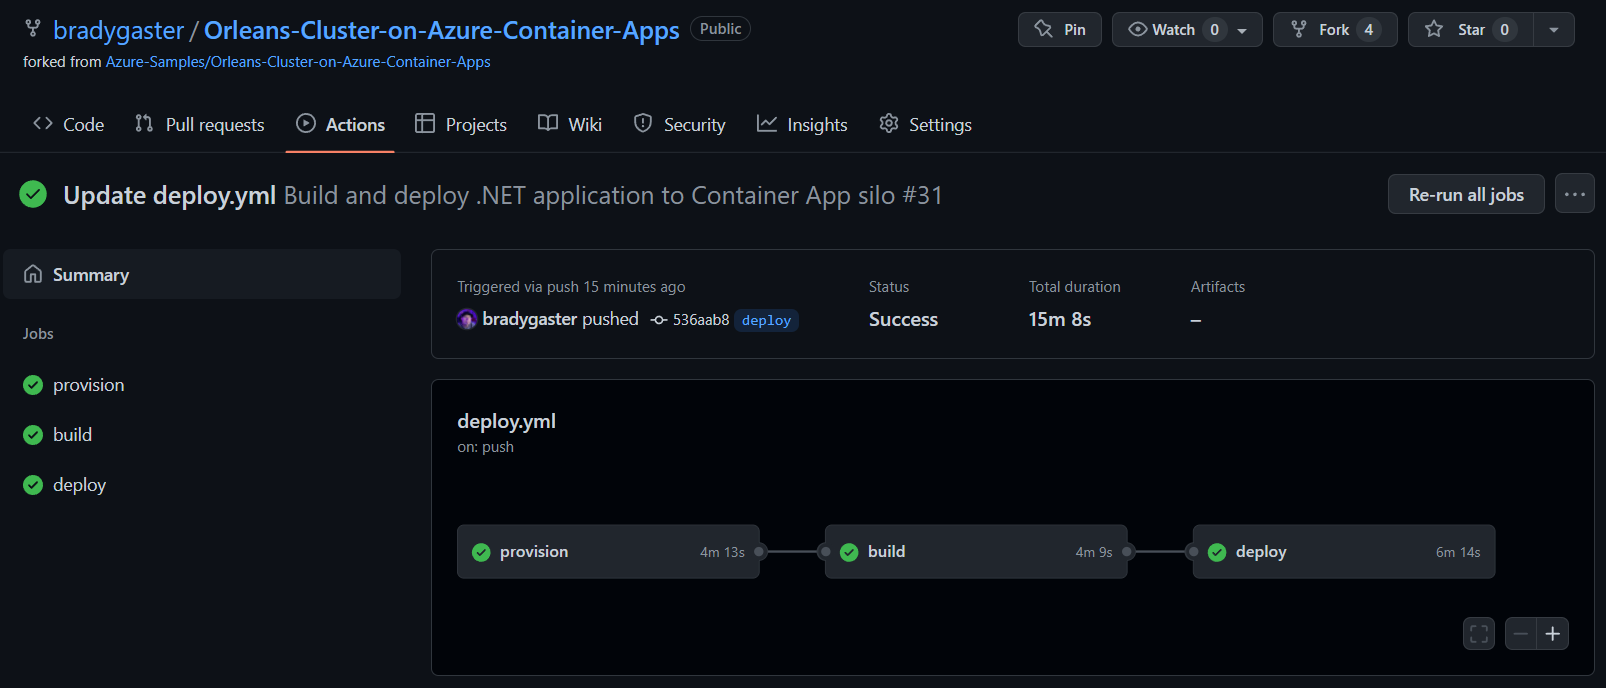 bradygaster / Orleans-Cluster-on-Azure-Container-Apps Public Pin Watch 0 Fork 4 Star 0
forked from Azure-Samples/Orleans-Cluster-on-Azure-Container-Apps
Code Pull requests Actions Projects Wiki Security Insights Settings
Update deploy.yml Build and deploy .NET application to Container App silo #31 Re-run all jobs ...
Summary
Jobs
provision
build
deploy
Triggered via push 15 minutes ago Status Total duration Artifacts
bradygaster pushed 536aab8 deploy Success 15m 8s –
deploy.yml
on: push
provision 4m 13s build 4m 9s deploy 6m 14s